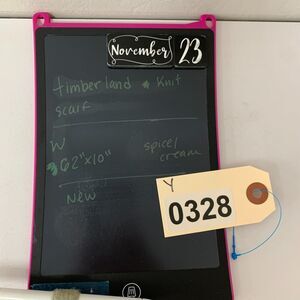 November 23
timberland * Knit
scarf
W
62"x10" spice/
cream
new
Y
0328